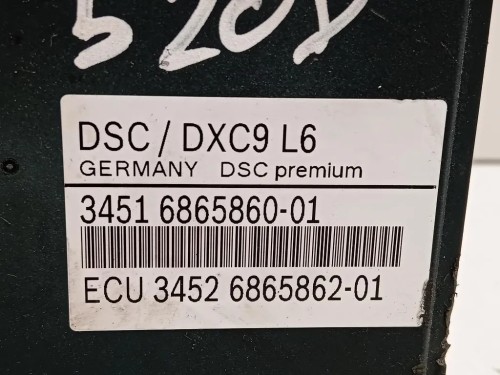 520d
DSC / DXC9 L6
GERMANY DSC premium
3451 6865860-01
ECU 3452 6865862-01